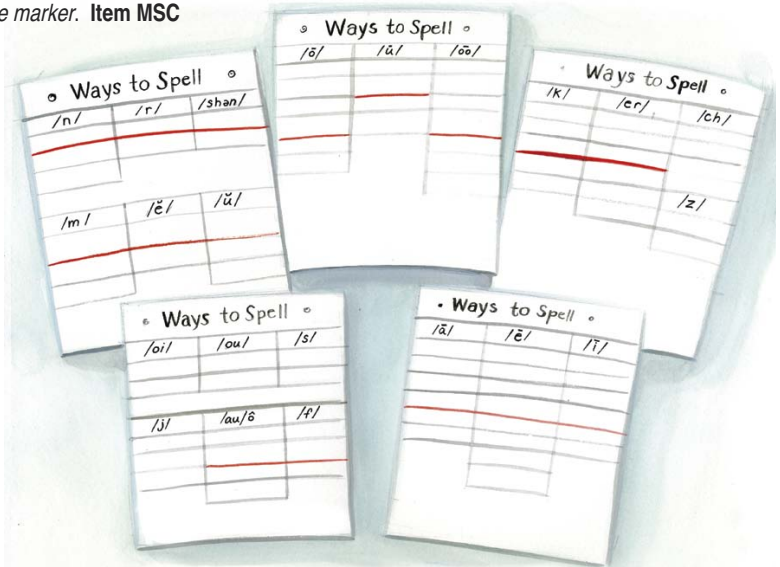 e marker. Item MSC
Ways to Spell
/n/ /r/ /shən/
/m/ /ĕ/ /ŭ/
Ways to Spell
/ō/ /ū/ /o͞o/
Ways to Spell
/K/ /er/ /ch/
/z/
Ways to Spell
/oi/ /ou/ /s/
/j/ /au/ô /f/
Ways to Spell
/ā/ /ē/ /ī/